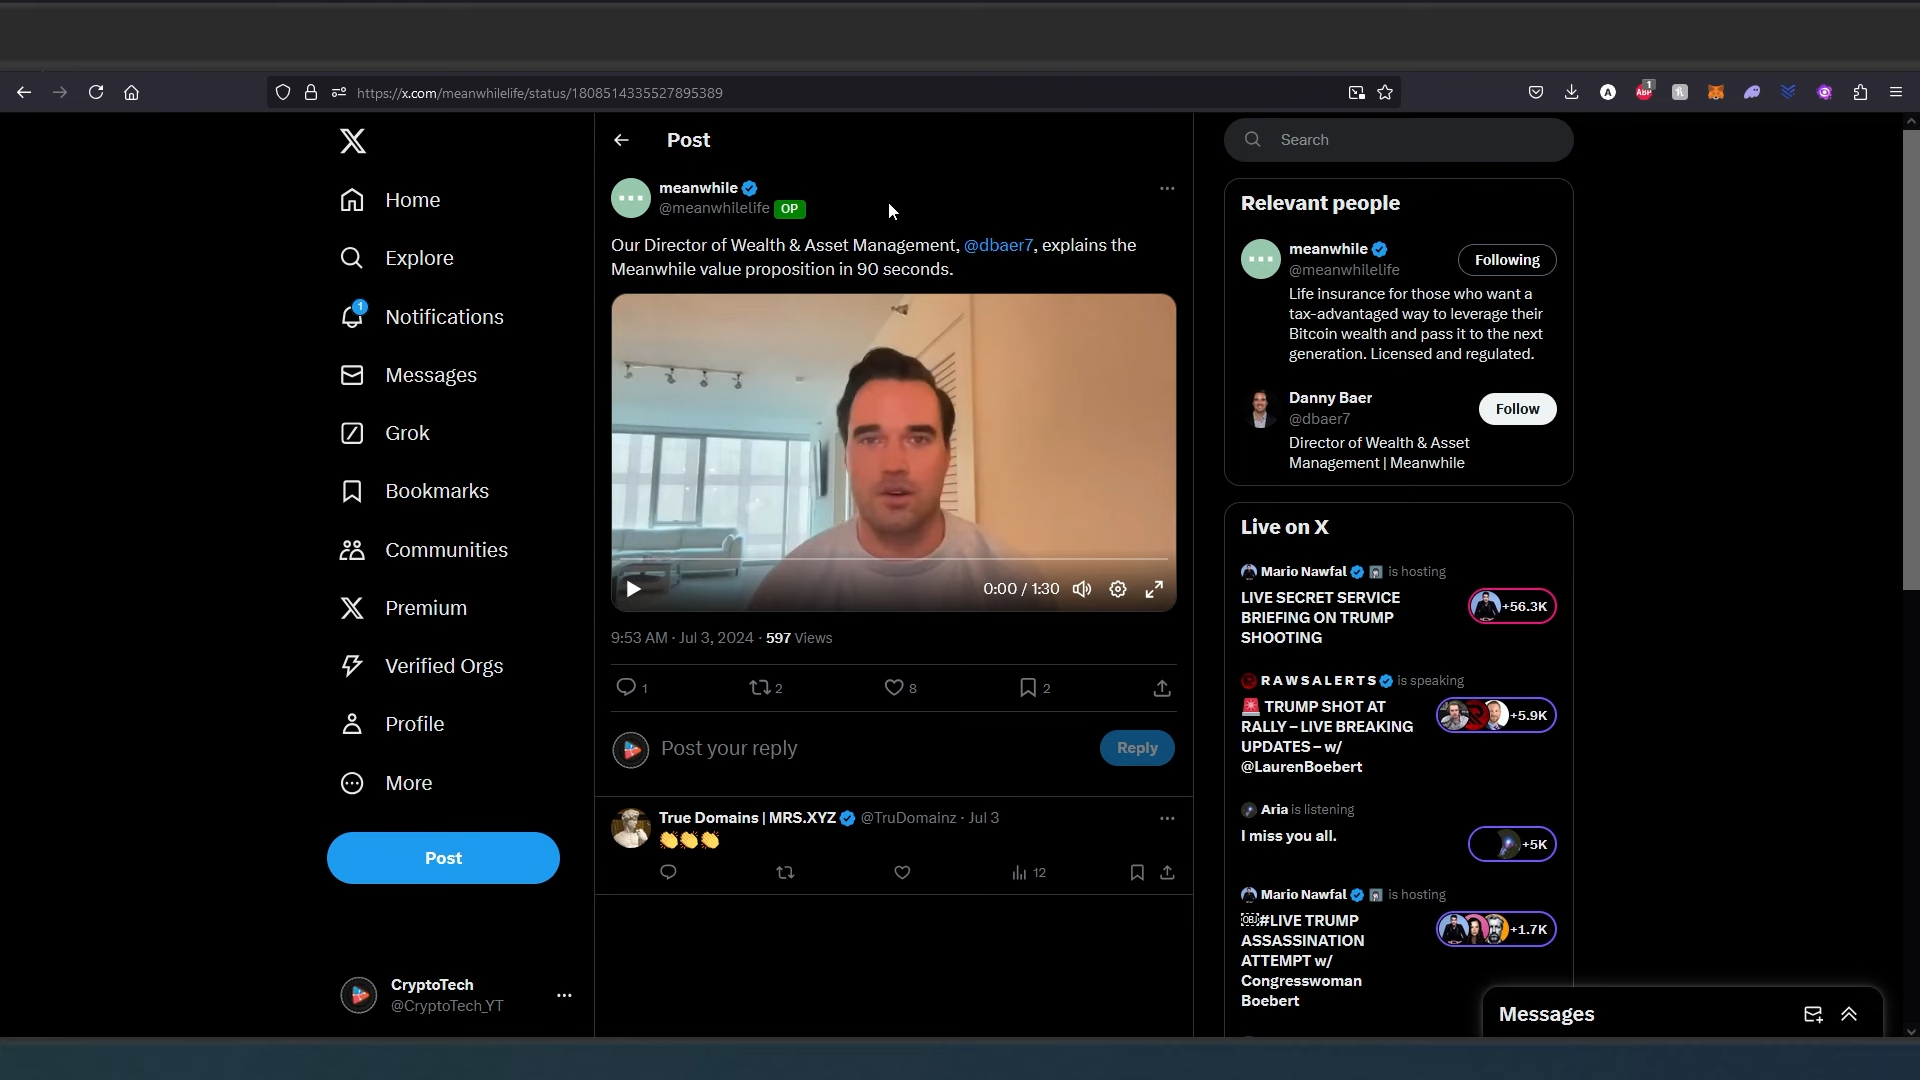 https://x.com/meanwhilelife/status/1808514335527895389
1
ABP
A
Home
Explore
1
Notifications
Messages
Grok
Bookmarks
Communities
Premium
Verified Orgs
Profile
More
Post
CryptoTech
@CryptoTech_YT
Post
meanwhile
@meanwhilelife OP
Our Director of Wealth & Asset Management, @dbaer7, explains the
Meanwhile value proposition in 90 seconds.
0:00 / 1:30
9:53 AM · Jul 3, 2024 · 597 Views
1
2
8
2
Post your reply
Reply
True Domains | MRS.XYZ @TruDomainz · Jul 3
👏👏👏
12
Search
Relevant people
meanwhile
@meanwhilelife
Following
Life insurance for those who want a
tax-advantaged way to leverage their
Bitcoin wealth and pass it to the next
generation. Licensed and regulated.
Danny Baer
@dbaer7
Follow
Director of Wealth & Asset
Management | Meanwhile
Live on X
Mario Nawfal is hosting
LIVE SECRET SERVICE
BRIEFING ON TRUMP
SHOOTING
+56.3K
R A W S A L E R T S is speaking
🚨 TRUMP SHOT AT
RALLY – LIVE BREAKING
UPDATES – w/
@LaurenBoebert
+5.9K
Aria is listening
I miss you all.
+5K
Mario Nawfal is hosting
OBJ#LIVE TRUMP
ASSASSINATION
ATTEMPT w/
Congresswoman
Boebert
+1.7K
Messages